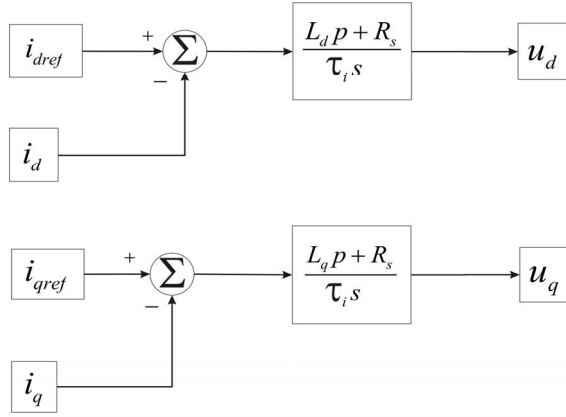 i_dref
+
−
Σ
L_d p + R_s
τ_i s
u_d
i_d
i_qref
+
−
Σ
L_q p + R_s
τ_i s
u_q
i_q